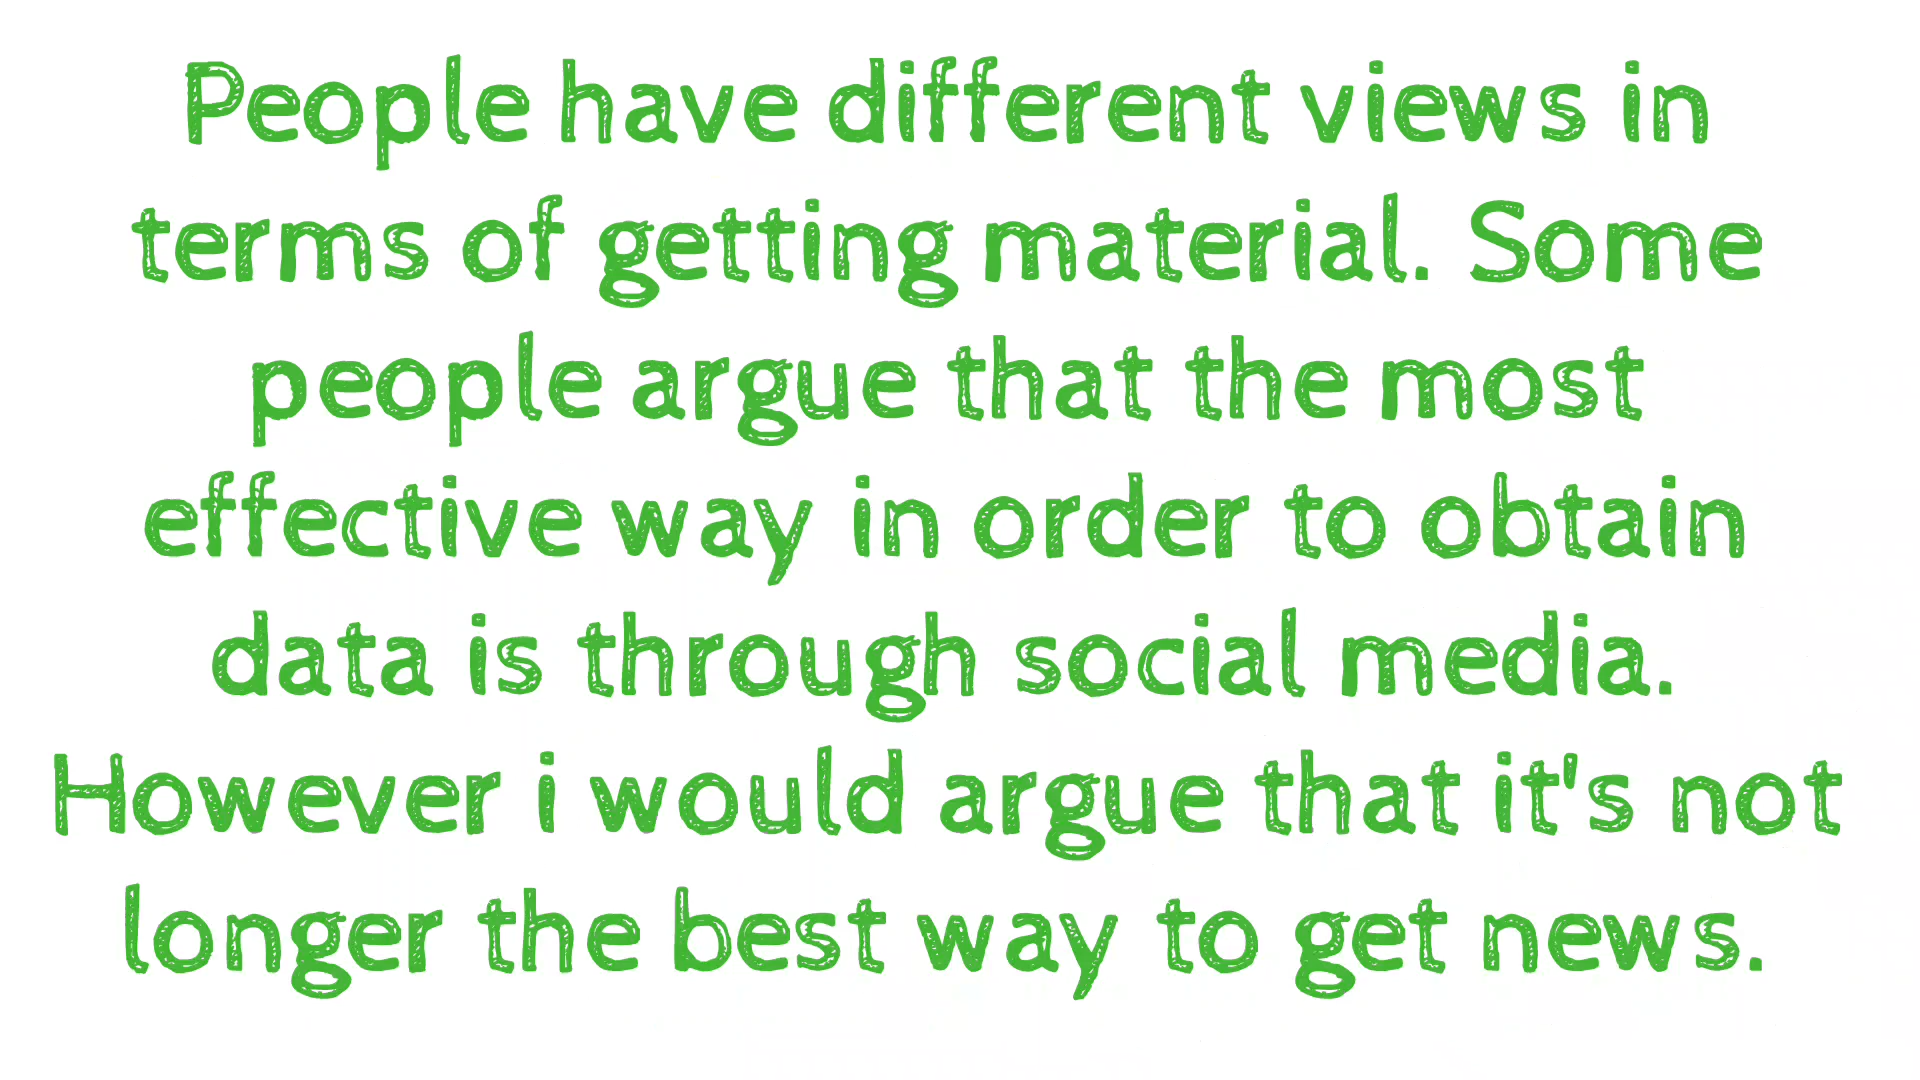 People have different views in
terms of getting material. Some
people argue that the most
effective way in order to obtain
data is through social media.
However i would argue that it's not
longer the best way to get news.